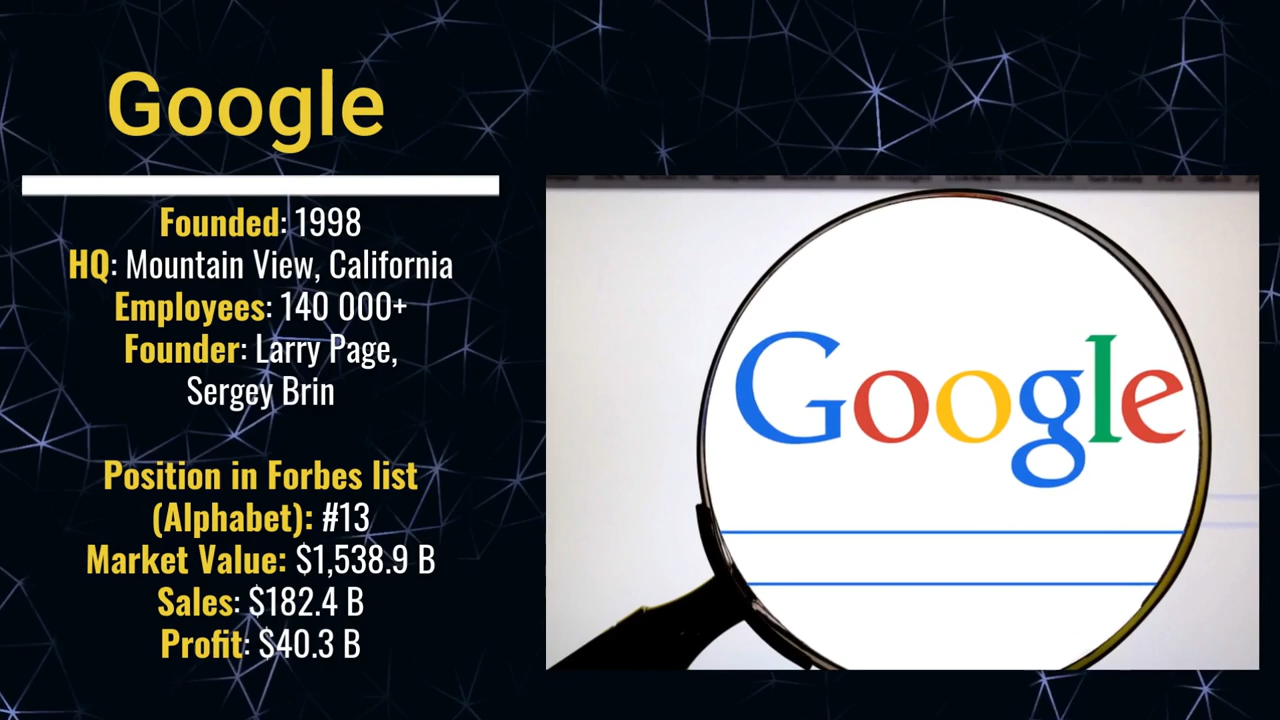 Google
Founded: 1998
HQ: Mountain View, California
Employees: 140 000+
Founder: Larry Page,
Sergey Brin
Position in Forbes list
(Alphabet): #13
Market Value: $1,538.9 B
Sales: $182.4 B
Profit: $40.3 B
Google